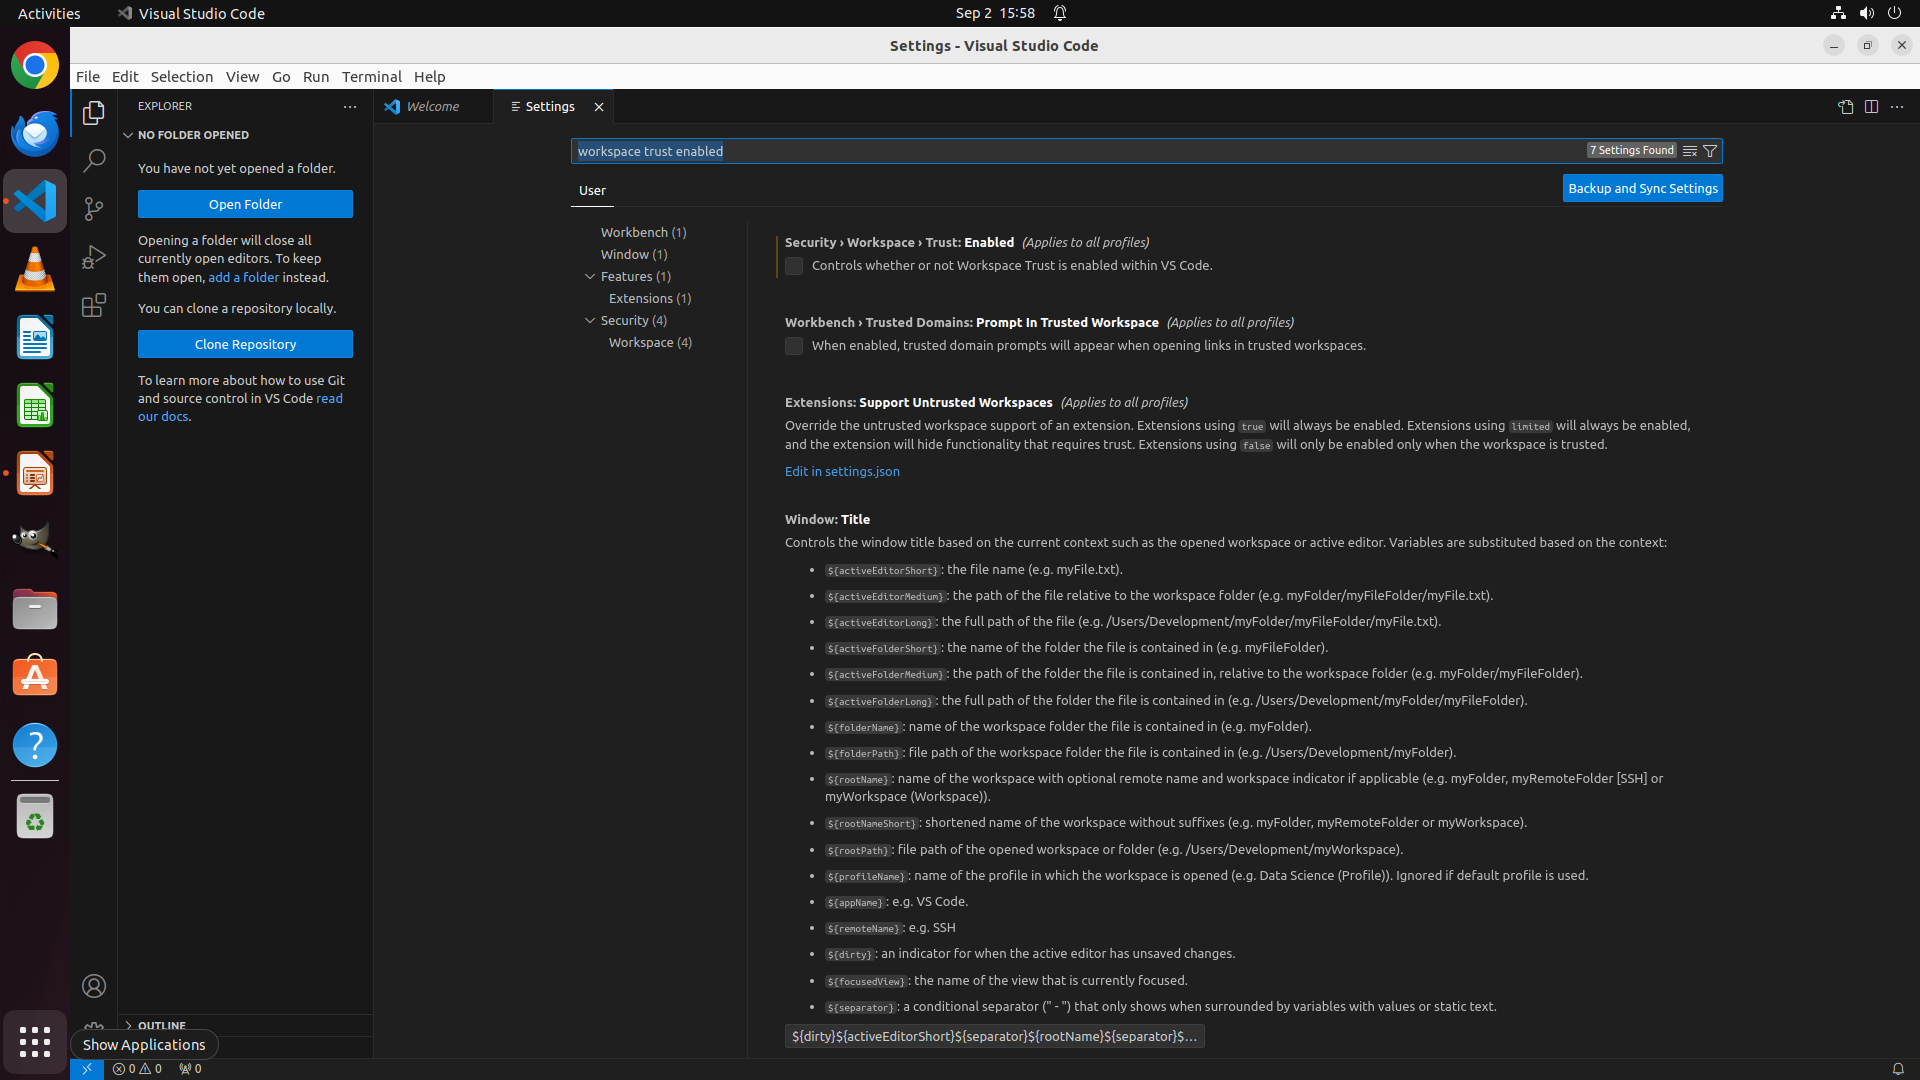 Activities
Visual Studio Code
Sep 2 15:58
Settings - Visual Studio Code
File Edit Selection View Go Run Terminal Help
EXPLORER
Welcome
Settings
NO FOLDER OPENED
You have not yet opened a folder.
Open Folder
Opening a folder will close all
currently open editors. To keep
them open, add a folder instead.
You can clone a repository locally.
Clone Repository
To learn more about how to use Git
and source control in VS Code read
our docs.
OUTLINE
Show Applications
workspace trust enabled
7 Settings Found
User
Backup and Sync Settings
Workbench (1)
Window (1)
Features (1)
Extensions (1)
Security (4)
Workspace (4)
Security › Workspace › Trust: Enabled (Applies to all profiles)
Controls whether or not Workspace Trust is enabled within VS Code.
Workbench › Trusted Domains: Prompt In Trusted Workspace (Applies to all profiles)
When enabled, trusted domain prompts will appear when opening links in trusted workspaces.
Extensions: Support Untrusted Workspaces (Applies to all profiles)
Override the untrusted workspace support of an extension. Extensions using true will always be enabled. Extensions using limited will always be enabled,
and the extension will hide functionality that requires trust. Extensions using false will only be enabled only when the workspace is trusted.
Edit in settings.json
Window: Title
Controls the window title based on the current context such as the opened workspace or active editor. Variables are substituted based on the context:
• ${activeEditorShort}: the file name (e.g. myFile.txt).
• ${activeEditorMedium}: the path of the file relative to the workspace folder (e.g. myFolder/myFileFolder/myFile.txt).
• ${activeEditorLong}: the full path of the file (e.g. /Users/Development/myFolder/myFileFolder/myFile.txt).
• ${activeFolderShort}: the name of the folder the file is contained in (e.g. myFileFolder).
• ${activeFolderMedium}: the path of the folder the file is contained in, relative to the workspace folder (e.g. myFolder/myFileFolder).
• ${activeFolderLong}: the full path of the folder the file is contained in (e.g. /Users/Development/myFolder/myFileFolder).
• ${folderName}: name of the workspace folder the file is contained in (e.g. myFolder).
• ${folderPath}: file path of the workspace folder the file is contained in (e.g. /Users/Development/myFolder).
• ${rootName}: name of the workspace with optional remote name and workspace indicator if applicable (e.g. myFolder, myRemoteFolder [SSH] or
myWorkspace (Workspace)).
• ${rootNameShort}: shortened name of the workspace without suffixes (e.g. myFolder, myRemoteFolder or myWorkspace).
• ${rootPath}: file path of the opened workspace or folder (e.g. /Users/Development/myWorkspace).
• ${profileName}: name of the profile in which the workspace is opened (e.g. Data Science (Profile)). Ignored if default profile is used.
• ${appName}: e.g. VS Code.
• ${remoteName}: e.g. SSH
• ${dirty}: an indicator for when the active editor has unsaved changes.
• ${focusedView}: the name of the view that is currently focused.
• ${separator}: a conditional separator (" - ") that only shows when surrounded by variables with values or static text.
${dirty}${activeEditorShort}${separator}${rootName}${separator}$...
0 0 0